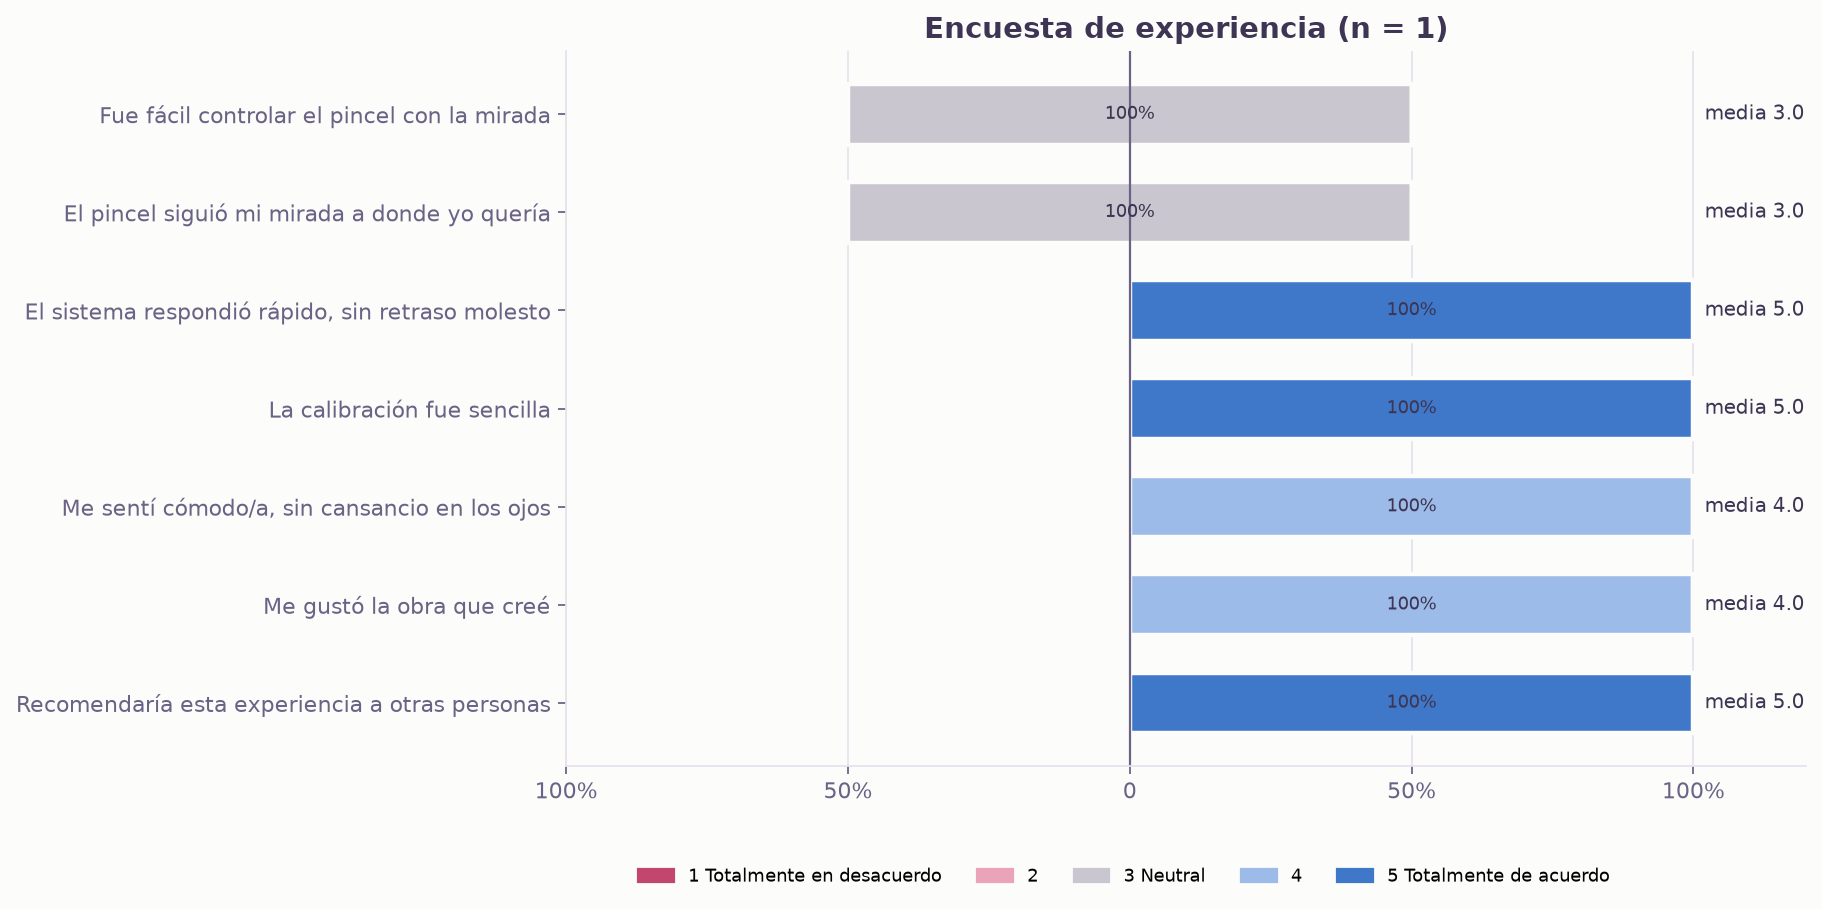 Encuesta de experiencia (n = 1)
Fue fácil controlar el pincel con la mirada 100% media 3.0
El pincel siguió mi mirada a donde yo quería 100% media 3.0
El sistema respondió rápido, sin retraso molesto 100% media 5.0
La calibración fue sencilla 100% media 5.0
Me sentí cómodo/a, sin cansancio en los ojos 100% media 4.0
Me gustó la obra que creé 100% media 4.0
Recomendaría esta experiencia a otras personas 100% media 5.0
100% 50% 0 50% 100%
1 Totalmente en desacuerdo 2 3 Neutral 4 5 Totalmente de acuerdo